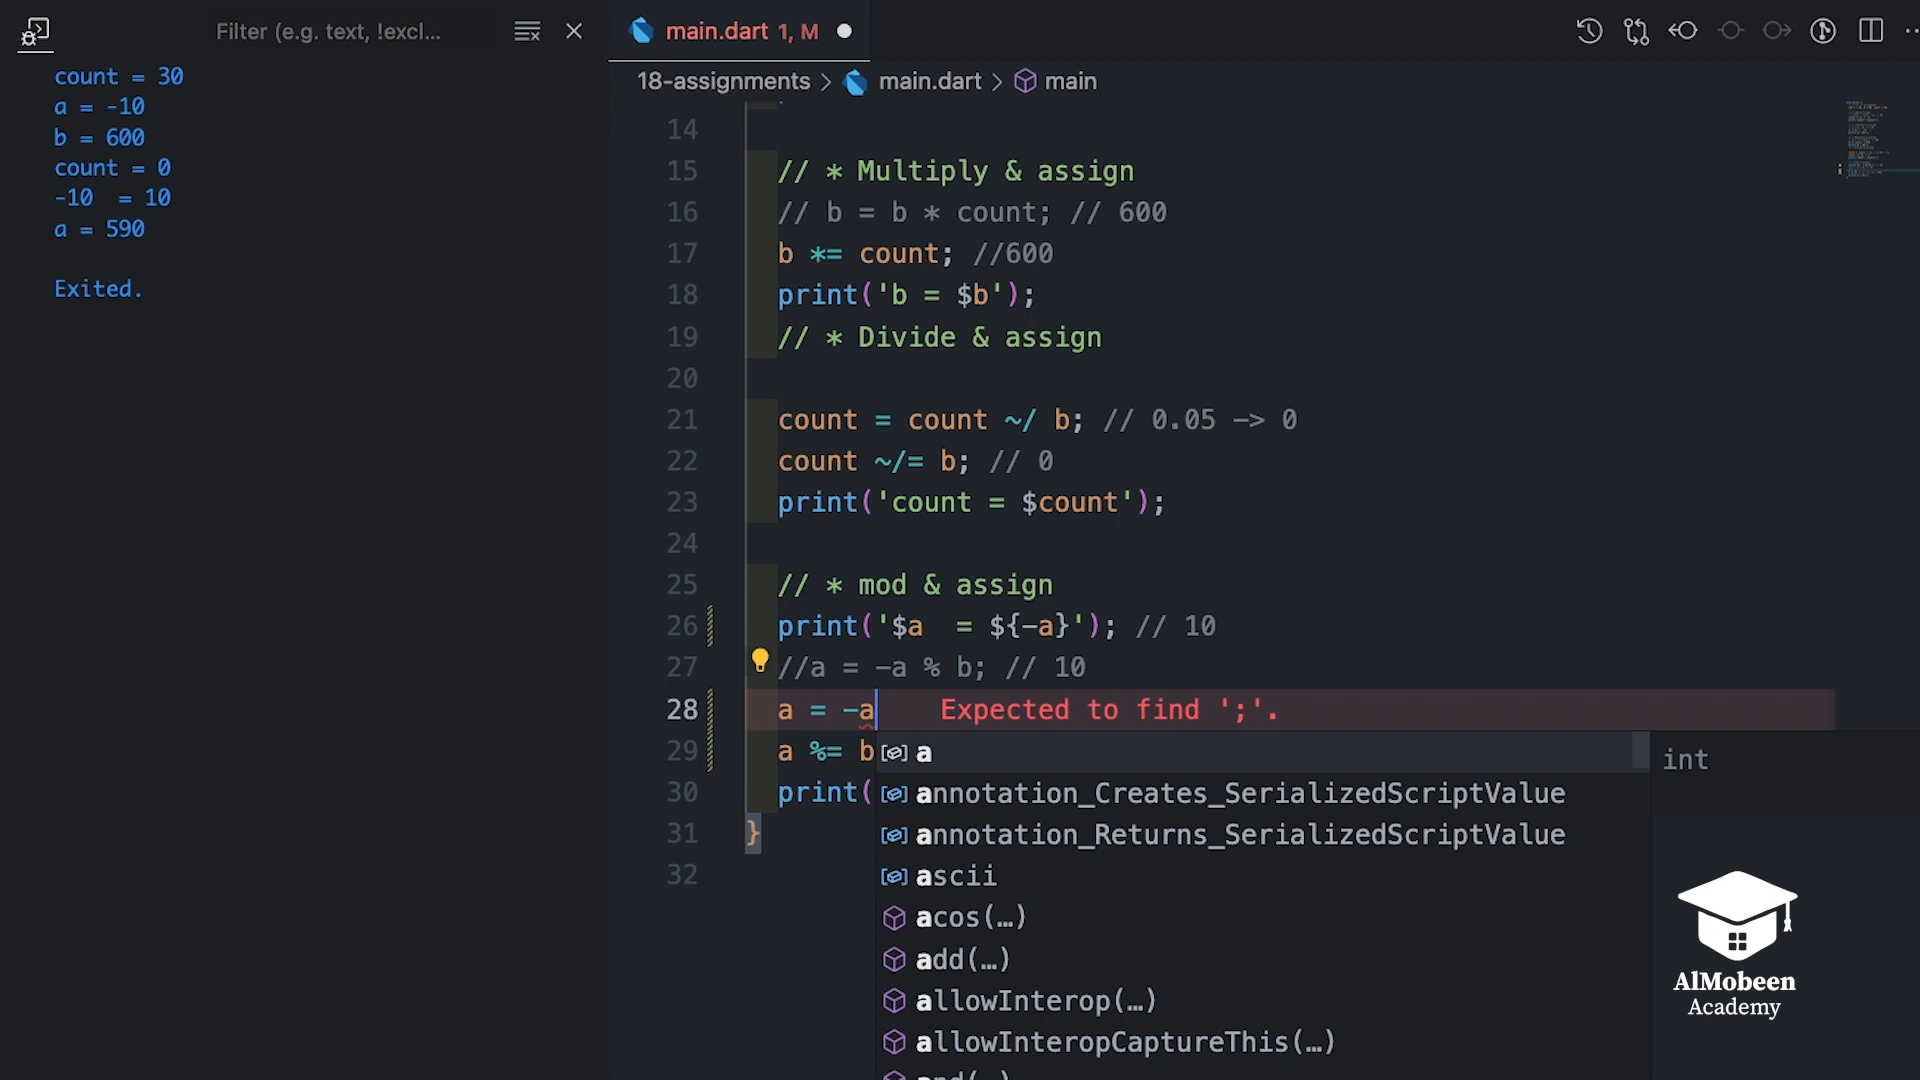 Filter (e.g. text, !excl...
count = 30
a = -10
b = 600
count = 0
-10  = 10
a = 590
Exited.
main.dart 1, M
18-assignments > main.dart > main
14
15 // * Multiply & assign
16 // b = b * count; // 600
17 b *= count; //600
18 print('b = $b');
19 // * Divide & assign
20
21 count = count ~/ b; // 0.05 -> 0
22 count ~/= b; // 0
23 print('count = $count');
24
25 // * mod & assign
26 print('$a  = ${-a}'); // 10
27 //a = -a % b; // 10
28 a = -a Expected to find ';'.
29 a %= b
30 print(
31 }
32
a
int
annotation_Creates_SerializedScriptValue
annotation_Returns_SerializedScriptValue
ascii
acos(…)
add(…)
allowInterop(…)
allowInteropCaptureThis(…)
AlMobeen
Academy